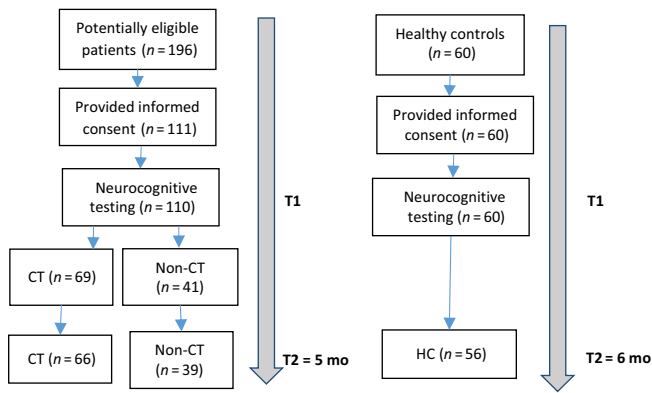 Potentially eligible
patients (n = 196)
Provided informed
consent (n = 111)
Neurocognitive
testing (n = 110)
CT (n = 69)
Non-CT
(n = 41)
CT (n = 66)
Non-CT
(n = 39)
T1
T2 = 5 mo
Healthy controls
(n = 60)
Provided informed
consent (n = 60)
Neurocognitive
testing (n = 60)
HC (n = 56)
T1
T2 = 6 mo